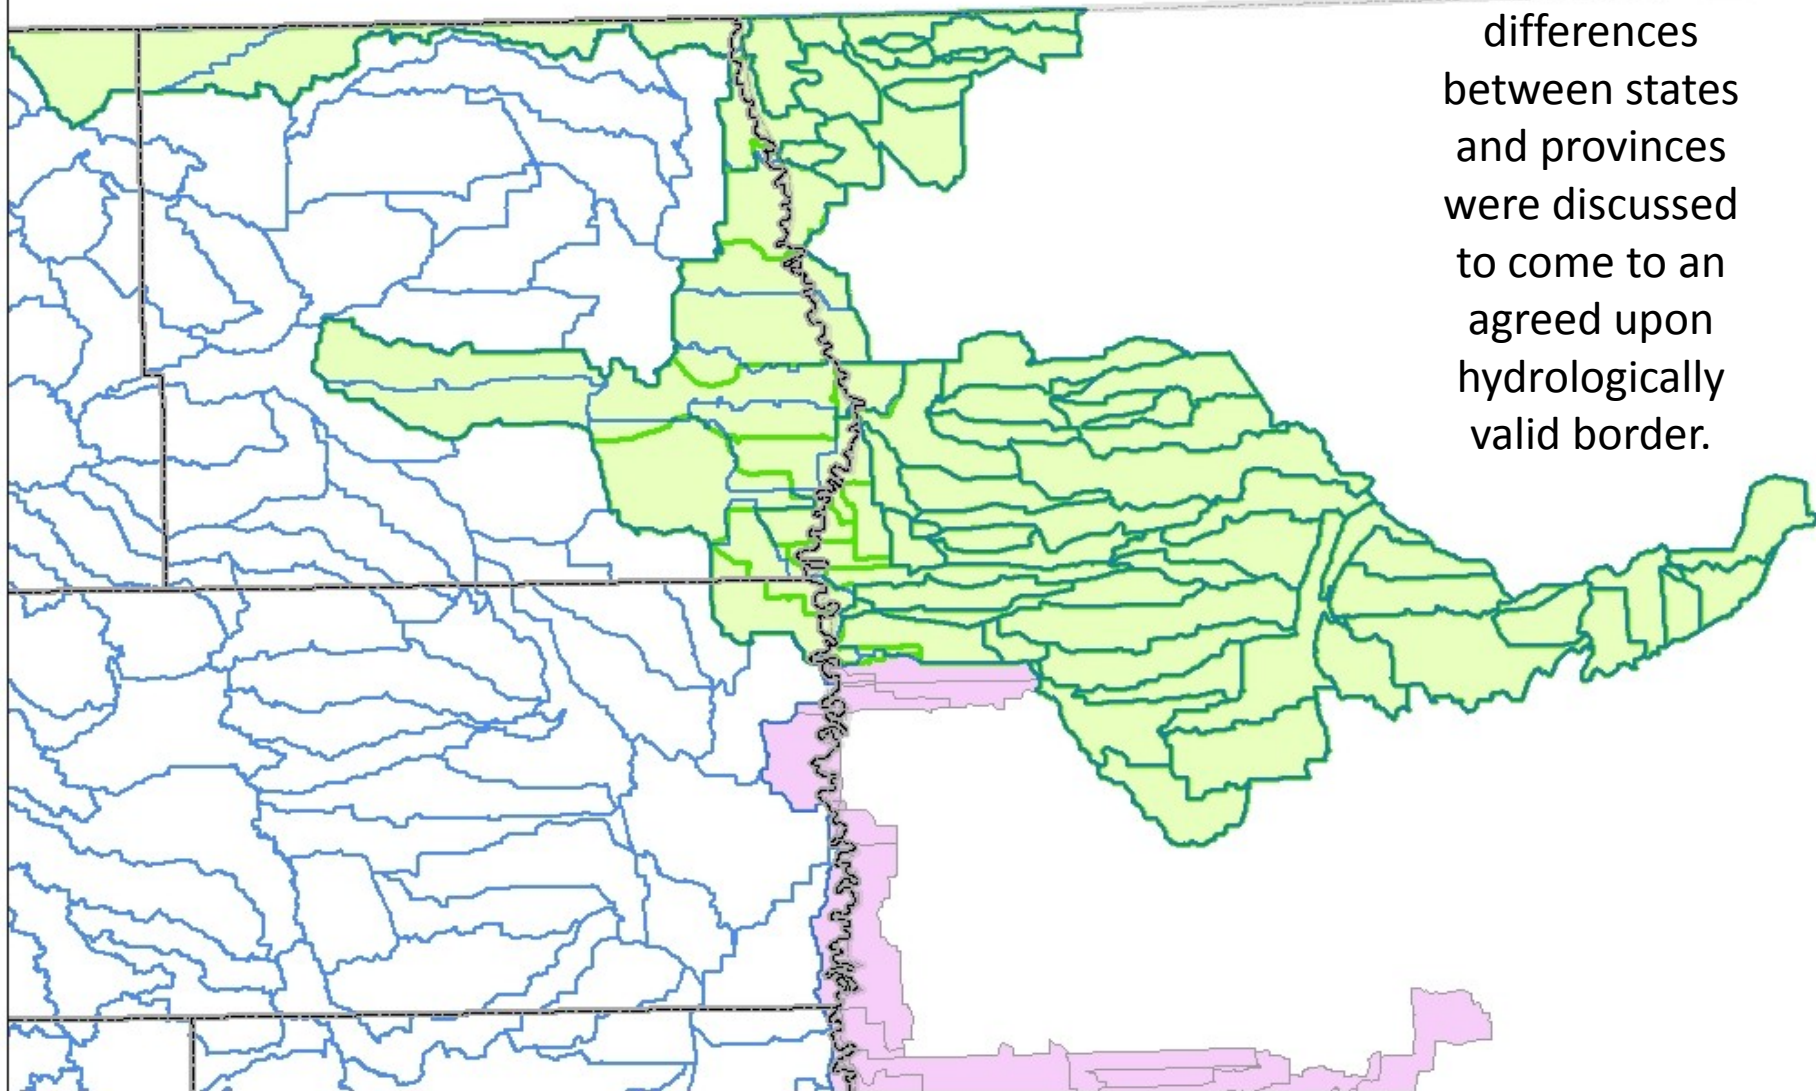 differences
between states
and provinces
were discussed
to come to an
agreed upon
hydrologically
valid border.